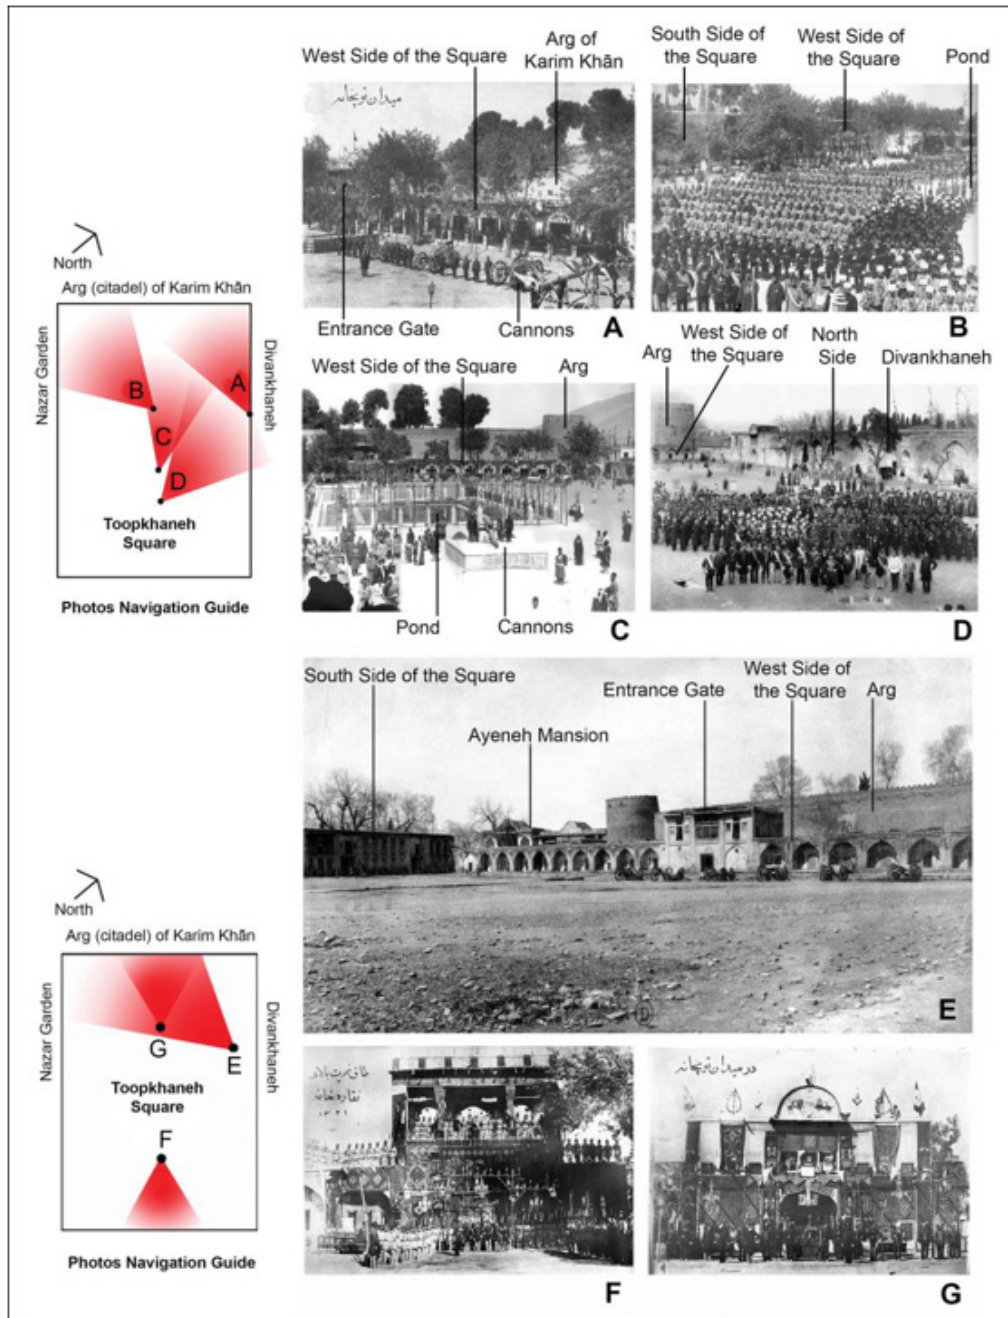 West Side of the Square
Arg of
Karim Khān
میدان توپخانه
Entrance Gate
Cannons
A
South Side of
the Square
West Side of
the Square
Pond
B
North
Arg (citadel) of Karim Khān
Nazar Garden
Divankhaneh
A
B
C
D
Toopkhaneh
Square
Photos Navigation Guide
West Side of the Square
Arg
Pond
Cannons
C
Arg
West Side of
the Square
North
Side
Divankhaneh
D
South Side of the Square
Ayeneh Mansion
Entrance Gate
West Side of
the Square
Arg
E
North
Arg (citadel) of Karim Khān
Nazar Garden
Divankhaneh
G
E
Toopkhaneh
Square
F
Photos Navigation Guide
نقاره خانه
۱۳۲۱
F
در میدان توپخانه
G